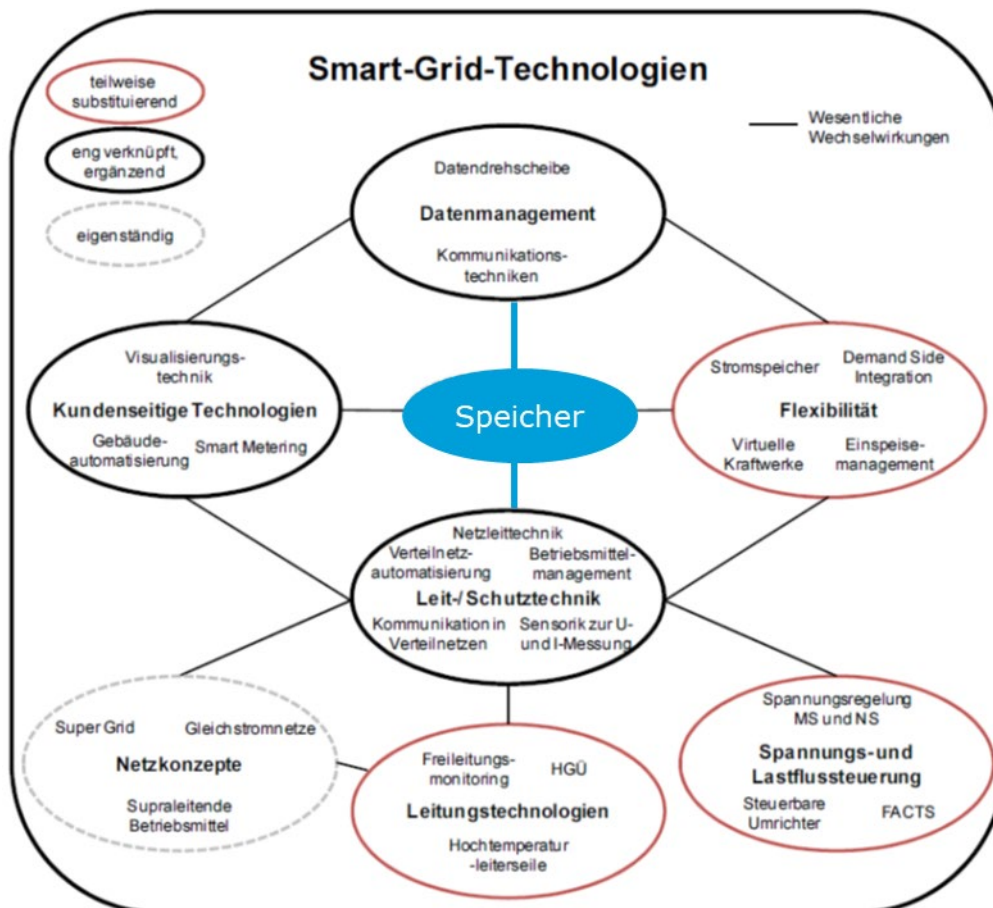 Smart-Grid-Technologien
teilweise
substituierend
eng verknüpft,
ergänzend
eigenständig
Wesentliche
Wechselwirkungen
Datendrehscheibe
Datenmanagement
Kommunikations-
techniken
Visualisierungs-
technik
Kundenseitige Technologien
Gebäude-
automatisierung
Smart Metering
Speicher
Stromspeicher
Demand Side
Integration
Flexibilität
Virtuelle
Kraftwerke
Einspeise-
management
Netzleittechnik
Verteilnetz-
automatisierung
Betriebsmittel-
management
Leit-/Schutztechnik
Kommunikation in
Verteilnetzen
Sensorik zur U-
und I-Messung
Super Grid
Gleichstromnetze
Netzkonzepte
Supraleitende
Betriebsmittel
Freileitungs-
monitoring
HGÜ
Leitungstechnologien
Hochtemperatur
-leiterseile
Spannungsregelung
MS und NS
Spannungs- und
Lastflussteuerung
Steuerbare
Umrichter
FACTS